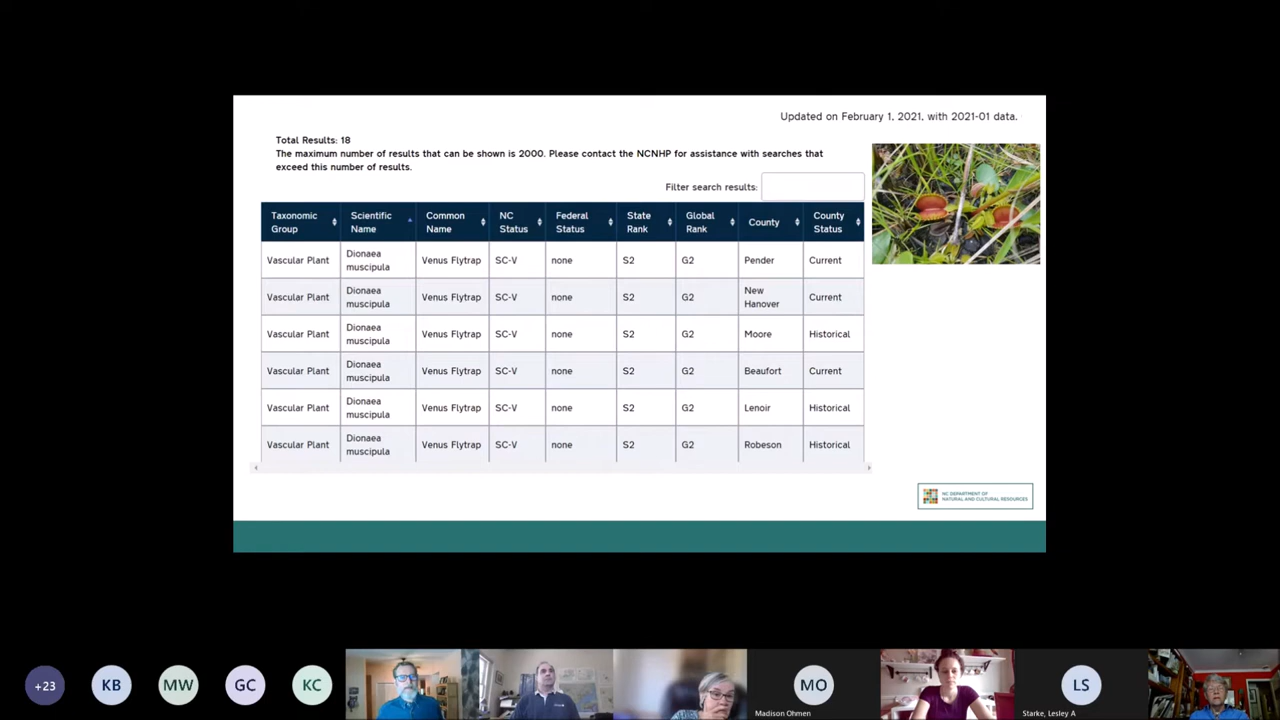 Updated on February 1, 2021, with 2021-01 data.
Total Results: 18
The maximum number of results that can be shown is 2000. Please contact the NCNHP for assistance with searches that
exceed this number of results.
Filter search results:
Taxonomic Group Scientific Name Common Name NC Status Federal Status State Rank Global Rank County County Status
Vascular Plant Dionaea muscipula Venus Flytrap SC-V none S2 G2 Pender Current
Vascular Plant Dionaea muscipula Venus Flytrap SC-V none S2 G2 New Hanover Current
Vascular Plant Dionaea muscipula Venus Flytrap SC-V none S2 G2 Moore Historical
Vascular Plant Dionaea muscipula Venus Flytrap SC-V none S2 G2 Beaufort Current
Vascular Plant Dionaea muscipula Venus Flytrap SC-V none S2 G2 Lenoir Historical
Vascular Plant Dionaea muscipula Venus Flytrap SC-V none S2 G2 Robeson Historical
NC DEPARTMENT OF
NATURAL AND CULTURAL RESOURCES
+23 KB MW GC KC MO LS
Madison Ohmen Starke, Lesley A